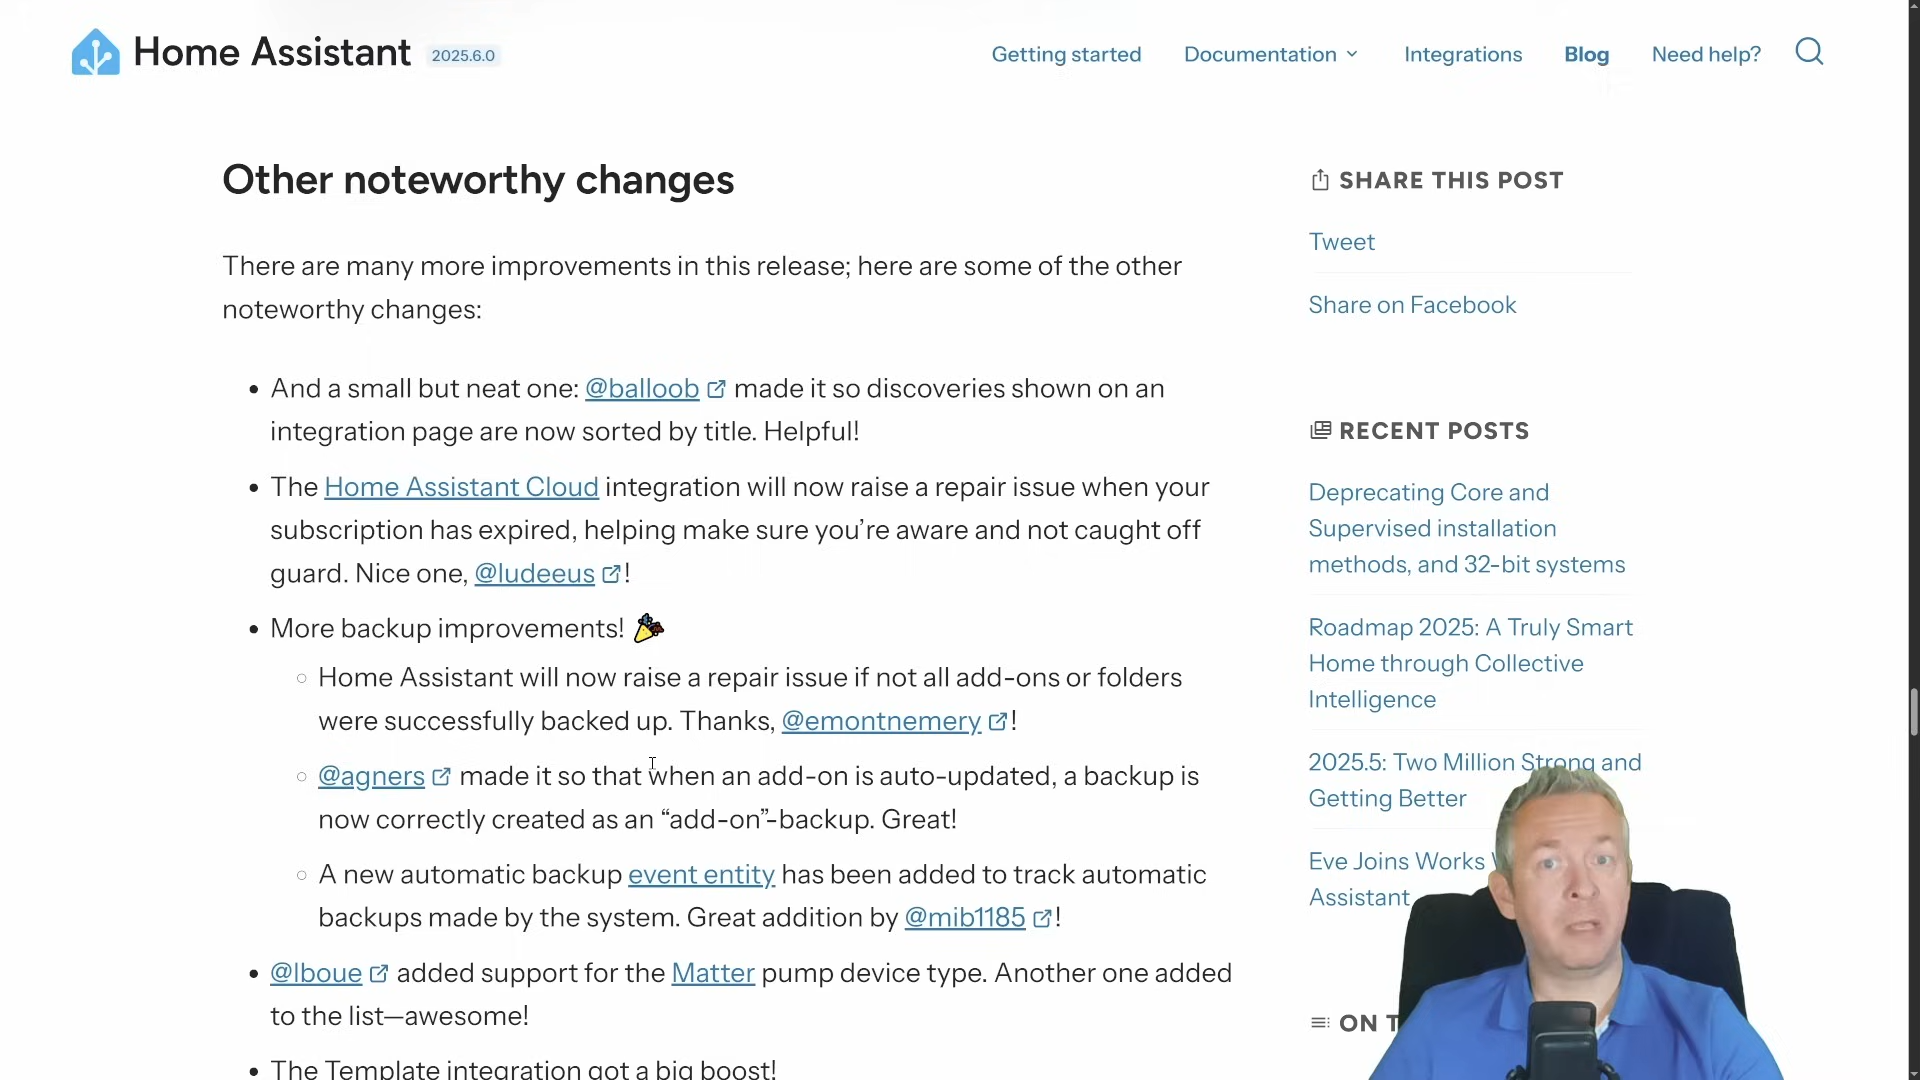 Home Assistant 2025.6.0
Getting started Documentation Integrations Blog Need help?
Other noteworthy changes
There are many more improvements in this release; here are some of the other
noteworthy changes:
• And a small but neat one: @balloob made it so discoveries shown on an
integration page are now sorted by title. Helpful!
• The Home Assistant Cloud integration will now raise a repair issue when your
subscription has expired, helping make sure you’re aware and not caught off
guard. Nice one, @ludeeus !
• More backup improvements! 🎉
○ Home Assistant will now raise a repair issue if not all add-ons or folders
were successfully backed up. Thanks, @emontnemery !
○ @agners made it so that when an add-on is auto-updated, a backup is
now correctly created as an “add-on”-backup. Great!
○ A new automatic backup event entity has been added to track automatic
backups made by the system. Great addition by @mib1185 !
• @lboue added support for the Matter pump device type. Another one added
to the list—awesome!
• The Template integration got a big boost!
SHARE THIS POST
Tweet
Share on Facebook
RECENT POSTS
Deprecating Core and
Supervised installation
methods, and 32-bit systems
Roadmap 2025: A Truly Smart
Home through Collective
Intelligence
2025.5: Two Million Strong and
Getting Better
Eve Joins Works
Assistant
ON